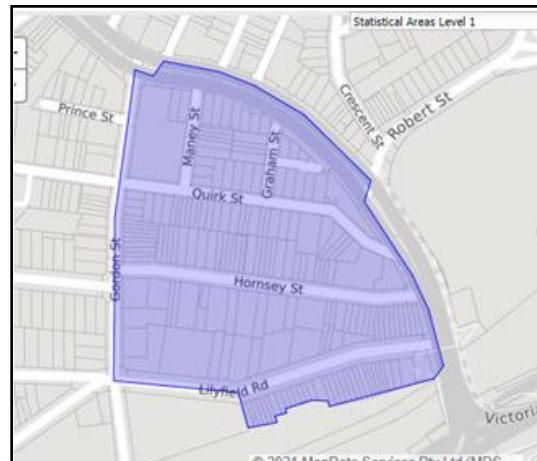 Statistical Areas Level 1
Prince St
Maney St
Graham St
Crescent St
Robert St
Quirk St
Gordon St
Hornsey St
Lilyfield Rd
Victoria
© 2021 MapData Services Pty Ltd (MDS